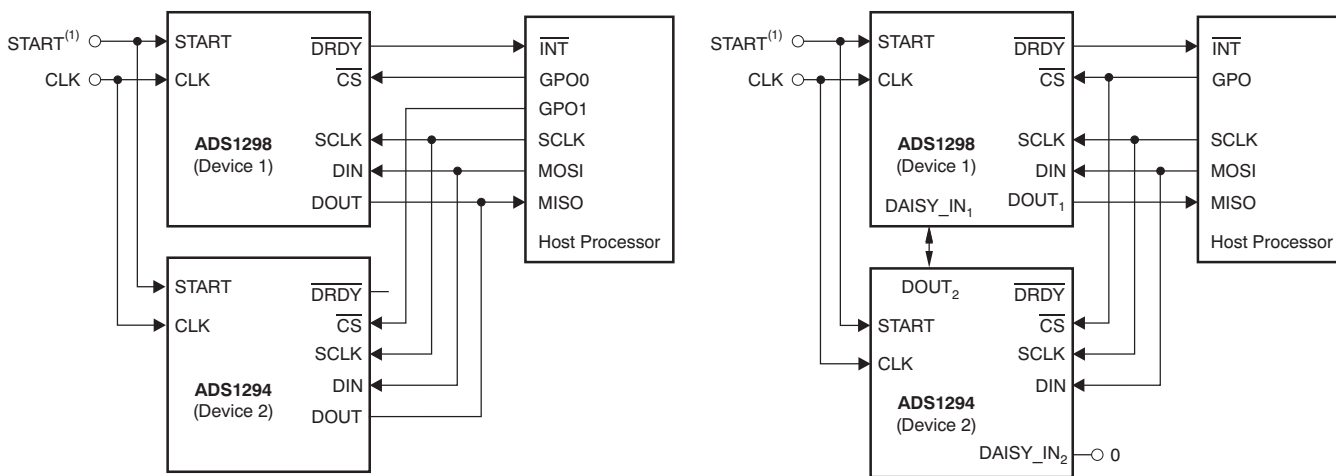 START(1)
CLK
START
CLK
ADS1298
(Device 1)
DRDY
CS
SCLK
DIN
DOUT
INT
GPO0
GPO1
SCLK
MOSI
MISO
Host Processor
START
CLK
ADS1294
(Device 2)
DRDY
CS
SCLK
DIN
DOUT
START(1)
CLK
START
CLK
ADS1298
(Device 1)
DRDY
CS
SCLK
DIN
DOUT1
DAISY_IN1
INT
GPO
SCLK
MOSI
MISO
Host Processor
DOUT2
START
CLK
ADS1294
(Device 2)
DRDY
CS
SCLK
DIN
DAISY_IN2
0